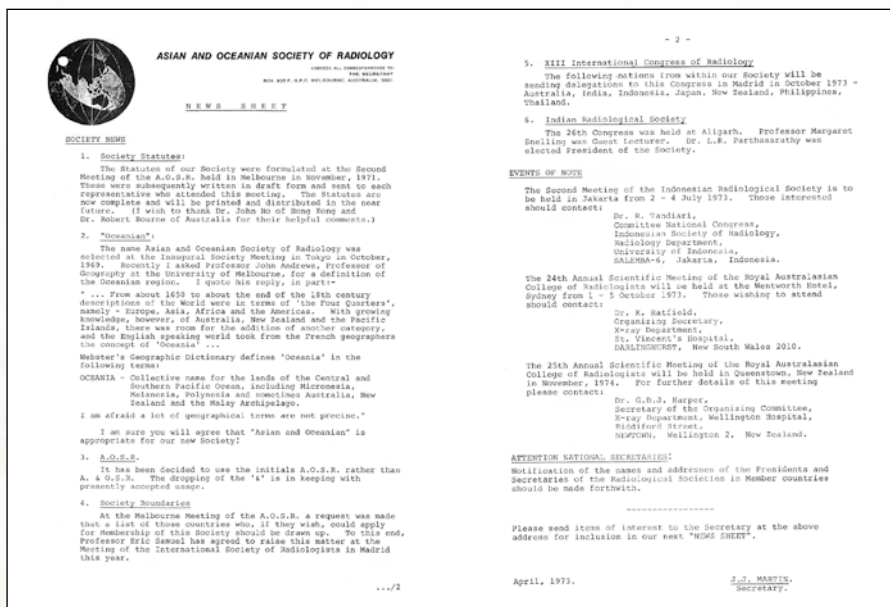 ASIAN AND OCEANIAN SOCIETY OF RADIOLOGY
ADDRESS ALL CORRESPONDENCE TO:
THE SECRETARY
BOX 805F, G.P.O. MELBOURNE, AUSTRALIA, 3001
NEWS SHEET
SOCIETY NEWS
1. Society Statutes:
The Statutes of our Society were formulated at the Second
Meeting of the A.O.S.R. held in Melbourne in November, 1971.
These were subsequently written in draft form and sent to each
representative who attended this meeting. The Statutes are
now complete and will be printed and distributed in the near
future. (I wish to thank Dr. John Ho of Hong Kong and
Dr. Robert Bourne of Australia for their helpful comments.)
2. "Oceanian":
The name Asian and Oceanian Society of Radiology was
selected at the Inaugural Society Meeting in Tokyo in October,
1969. Recently I asked Professor John Andrews, Professor of
Geography at the University of Melbourne, for a definition of
the Oceanian region. I quote his reply, in part:-
" ... From about 1650 to about the end of the 18th century
descriptions of the World were in terms of 'the Four Quarters',
namely - Europe, Asia, Africa and the Americas. With growing
knowledge, however, of Australia, New Zealand and the Pacific
Islands, there was room for the addition of another category,
and the English speaking world took from the French geographers
the concept of 'Oceania' ...
Webster's Geographic Dictionary defines 'Oceania' in the
following terms:
OCEANIA - Collective name for the lands of the Central and
Southern Pacific Ocean, including Micronesia,
Melanesia, Polynesia and sometimes Australia, New
Zealand and the Malay Archipelago.
I am afraid a lot of geographical terms are not precise."
I am sure you will agree that "Asian and Oceanian" is
appropriate for our new Society!
3. A.O.S.R.
It has been decided to use the initials A.O.S.R. rather than
A. & O.S.R. The dropping of the '&' is in keeping with
presently accepted usage.
4. Society Boundaries
At the Melbourne Meeting of the A.O.S.R. a request was made
that a list of those countries who, if they wish, could apply
for Membership of this Society should be drawn up. To this end,
Professor Eric Samuel has agreed to raise this matter at the
Meeting of the International Society of Radiologists in Madrid
this year.
.../2
- 2 -
5. XIII International Congress of Radiology
The following nations from within our Society will be
sending delegations to this Congress in Madrid in October 1973 -
Australia, India, Indonesia, Japan, New Zealand, Philippines,
Thailand.
6. Indian Radiological Society
The 26th Congress was held at Aligarh. Professor Margaret
Snelling was Guest Lecturer. Dr. L.R. Parthasarathy was
elected President of the Society.
EVENTS OF NOTE
The Second Meeting of the Indonesian Radiological Society is to
be held in Jakarta from 2 - 4 July 1973. Those interested
should contact:
Dr. R. Tandiari,
Committee National Congress,
Indonesian Society of Radiology,
Radiology Department,
University of Indonesia,
SALEMBA-6, Jakarta, Indonesia.
The 24th Annual Scientific Meeting of the Royal Australasian
College of Radiologists will be held at the Wentworth Hotel,
Sydney from 1 - 5 October 1973. Those wishing to attend
should contact:
Dr. K. Hatfield,
Organizing Secretary,
X-ray Department,
St. Vincent's Hospital,
DARLINGHURST, New South Wales 2010.
The 25th Annual Scientific Meeting of the Royal Australasian
College of Radiologists will be held in Queenstown, New Zealand
in November, 1974. For further details of this meeting
please contact:
Dr. G.B.J. Harper,
Secretary of the Organizing Committee,
X-ray Department, Wellington Hospital,
Riddiford Street,
NEWTOWN, Wellington 2, New Zealand.
ATTENTION NATIONAL SECRETARIES!
Notification of the names and addresses of the Presidents and
Secretaries of the Radiological Societies in Member countries
should be made forthwith.
----------------
Please send items of interest to the Secretary at the above
address for inclusion in our next "NEWS SHEET".
April, 1973.
J.J. MARTIN.
Secretary.